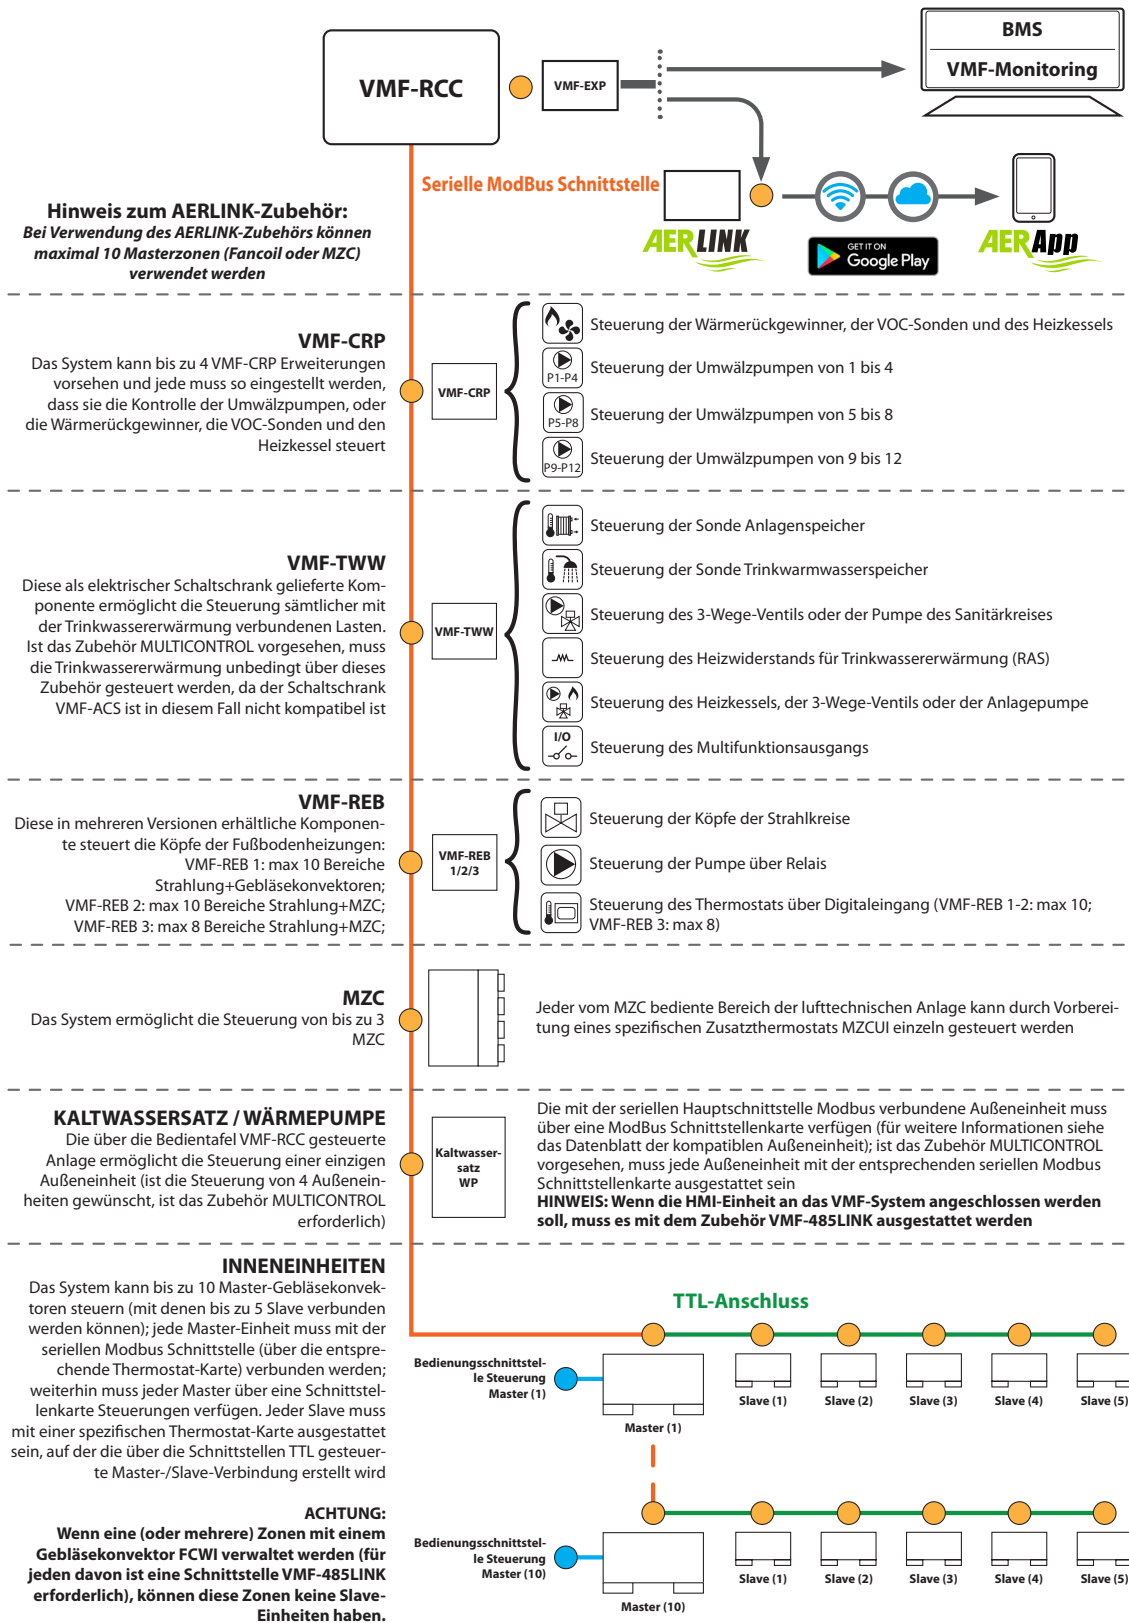 VMF-RCC
VMF-EXP
BMS
VMF-Monitoring
Serielle ModBus Schnittstelle
AERLINK
GET IT ON
Google Play
AERApp
Hinweis zum AERLINK-Zubehör:
Bei Verwendung des AERLINK-Zubehörs können
maximal 10 Masterzonen (Fancoil oder MZC)
verwendet werden
VMF-CRP
Das System kann bis zu 4 VMF-CRP Erweiterungen
vorsehen und jede muss so eingestellt werden,
dass sie die Kontrolle der Umwälzpumpen, oder
die Wärmerückgewinner, die VOC-Sonden und den
Heizkessel steuert
VMF-CRP
Steuerung der Wärmerückgewinner, der VOC-Sonden und des Heizkessels
P1-P4
Steuerung der Umwälzpumpen von 1 bis 4
P5-P8
Steuerung der Umwälzpumpen von 5 bis 8
P9-P12
Steuerung der Umwälzpumpen von 9 bis 12
VMF-TWW
Diese als elektrischer Schaltschrank gelieferte Kom-
ponente ermöglicht die Steuerung sämtlicher mit
der Trinkwassererwärmung verbundenen Lasten.
Ist das Zubehör MULTICONTROL vorgesehen, muss
die Trinkwassererwärmung unbedingt über dieses
Zubehör gesteuert werden, da der Schaltschrank
VMF-ACS ist in diesem Fall nicht kompatibel ist
VMF-TWW
Steuerung der Sonde Anlagenspeicher
Steuerung der Sonde Trinkwarmwasserspeicher
Steuerung des 3-Wege-Ventils oder der Pumpe des Sanitärkreises
Steuerung des Heizwiderstands für Trinkwassererwärmung (RAS)
Steuerung des Heizkessels, der 3-Wege-Ventils oder der Anlagepumpe
I/O
Steuerung des Multifunktionsausgangs
VMF-REB
Diese in mehreren Versionen erhältliche Komponen-
te steuert die Köpfe der Fußbodenheizungen:
VMF-REB 1: max 10 Bereiche
Strahlung+Gebläsekonvektoren;
VMF-REB 2: max 10 Bereiche Strahlung+MZC;
VMF-REB 3: max 8 Bereiche Strahlung+MZC;
VMF-REB
1/2/3
Steuerung der Köpfe der Strahlkreise
Steuerung der Pumpe über Relais
Steuerung des Thermostats über Digitaleingang (VMF-REB 1-2: max 10;
VMF-REB 3: max 8)
MZC
Das System ermöglicht die Steuerung von bis zu 3
MZC
Jeder vom MZC bediente Bereich der lufttechnischen Anlage kann durch Vorberei-
tung eines spezifischen Zusatzthermostats MZCUI einzeln gesteuert werden
KALTWASSERSATZ / WÄRMEPUMPE
Die über die Bedientafel VMF-RCC gesteuerte
Anlage ermöglicht die Steuerung einer einzigen
Außeneinheit (ist die Steuerung von 4 Außenein-
heiten gewünscht, ist das Zubehör MULTICONTROL
erforderlich)
Kaltwasser-
satz
WP
Die mit der seriellen Hauptschnittstelle Modbus verbundene Außeneinheit muss
über eine ModBus Schnittstellenkarte verfügen (für weitere Informationen siehe
das Datenblatt der kompatiblen Außeneinheit); ist das Zubehör MULTICONTROL
vorgesehen, muss jede Außeneinheit mit der entsprechenden seriellen Modbus
Schnittstellenkarte ausgestattet sein
HINWEIS: Wenn die HMI-Einheit an das VMF-System angeschlossen werden
soll, muss es mit dem Zubehör VMF-485LINK ausgestattet werden
INNENEINHEITEN
Das System kann bis zu 10 Master-Gebläsekonvek-
toren steuern (mit denen bis zu 5 Slave verbunden
werden können); jede Master-Einheit muss mit der
seriellen Modbus Schnittstelle (über die entspre-
chende Thermostat-Karte) verbunden werden;
weiterhin muss jeder Master über eine Schnittstel-
lenkarte Steuerungen verfügen. Jeder Slave muss
mit einer spezifischen Thermostat-Karte ausgestattet
sein, auf der die über die Schnittstellen TTL gesteuer-
te Master-/Slave-Verbindung erstellt wird
ACHTUNG:
Wenn eine (oder mehrere) Zonen mit einem
Gebläsekonvektor FCWI verwaltet werden (für
jeden davon ist eine Schnittstelle VMF-485LINK
erforderlich), können diese Zonen keine Slave-
Einheiten haben.
TTL-Anschluss
Bedienungsschnittstel-
le Steuerung
Master (1)
Master (1)
Slave (1)
Slave (2)
Slave (3)
Slave (4)
Slave (5)
Bedienungsschnittstel-
le Steuerung
Master (10)
Master (10)
Slave (1)
Slave (2)
Slave (3)
Slave (4)
Slave (5)